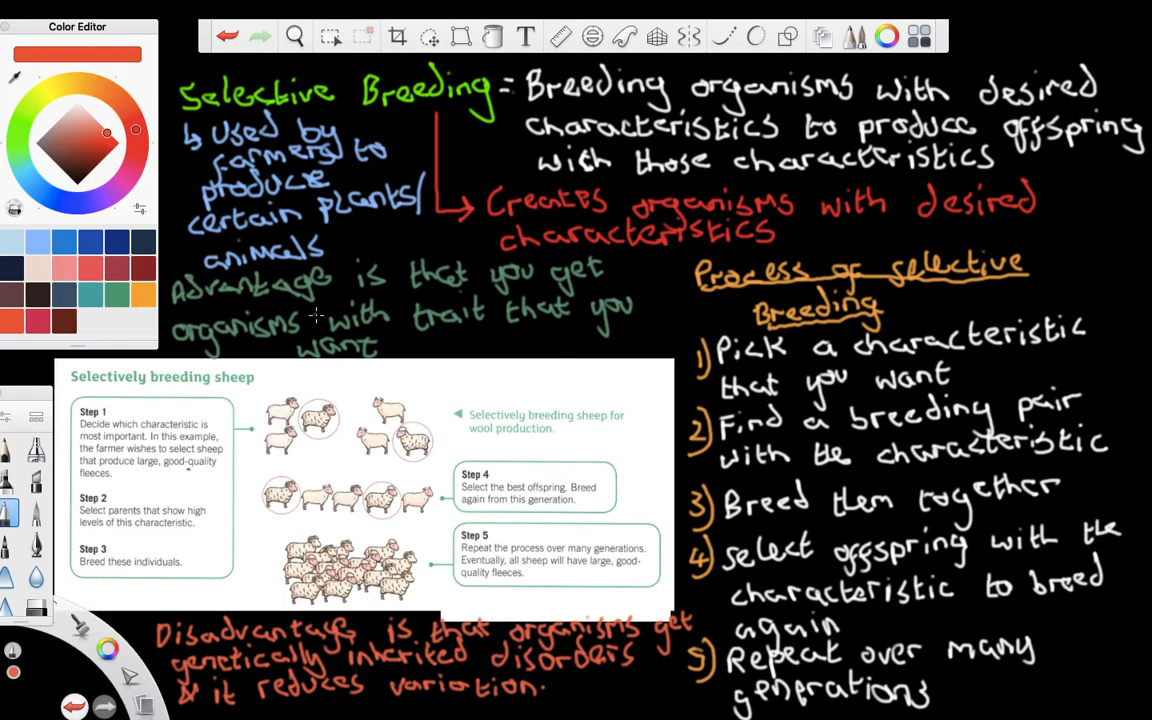 Color Editor
Selective Breeding = Breeding organisms with desired
characteristics to produce offspring
with those characteristics
↳ Used by
farmers to
produce
certain plants/
animals
Creates organisms with desired
characteristics
Advantage is that you get
organisms with trait that you
want
Selectively breeding sheep
Step 1
Decide which characteristic is
most important. In this example,
the farmer wishes to select sheep
that produce large, good-quality
fleeces.
Step 2
Select parents that show high
levels of this characteristic.
Step 3
Breed these individuals.
Selectively breeding sheep for
wool production.
Step 4
Select the best offspring. Breed
again from this generation.
Step 5
Repeat the process over many generations.
Eventually, all sheep will have large, good-
quality fleeces.
Disadvantage is that organisms get
genetically inherited disorders
& it reduces variation.
Process of selective
Breeding
1) Pick a characteristic
that you want
2) Find a breeding pair
with the characteristic
3) Breed them together
4) Select offspring with the
characteristic to breed
again
5) Repeat over many
generations